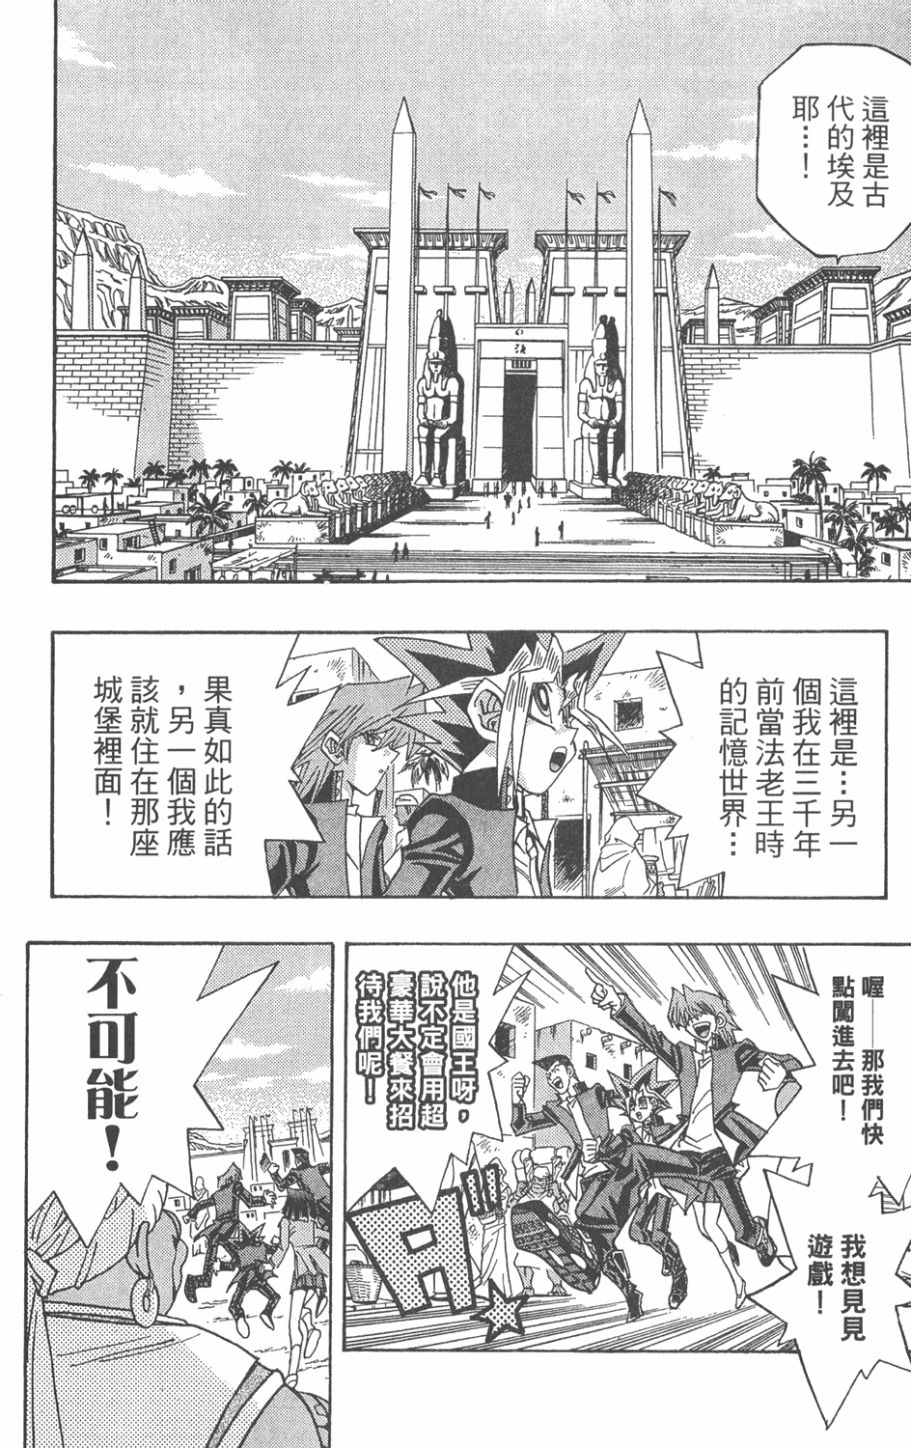 這裡是古
代的埃及
耶…！
這裡是…另一
個我在三千年
前當法老王時
的記憶世界…
果真如此的話
，另一個我應
該就住在那座
城堡裡面！
喔——那我們快
點闖進去吧！
我想見見
遊戲！
他是國王呀，
說不定會用超
豪華大餐來招
待我們呢！
不可能！